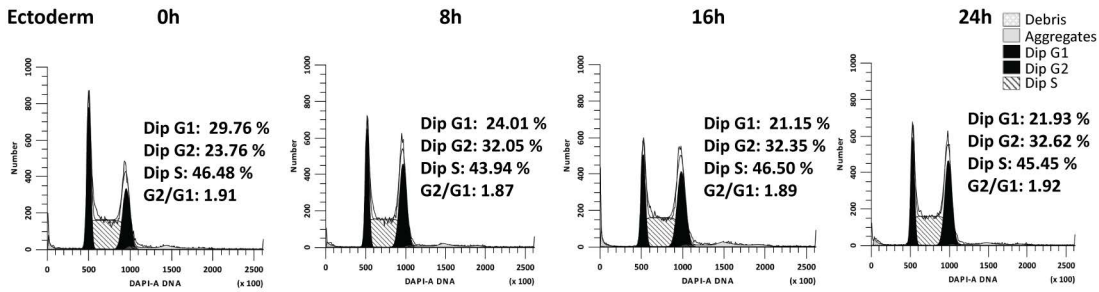 Ectoderm 0h 8h 16h 24h
Debris
Aggregates
Dip G1
Dip G2
Dip S
Number
1000
800
600
400
200
0
Dip G1: 29.76 %
Dip G2: 23.76 %
Dip S: 46.48 %
G2/G1: 1.91
0 500 1000 1500 2000 2500
DAPI-A DNA (x 100)
Number
1000
800
600
400
200
0
Dip G1: 24.01 %
Dip G2: 32.05 %
Dip S: 43.94 %
G2/G1: 1.87
0 500 1000 1500 2000 2500
DAPI-A DNA (x 100)
Number
1000
800
600
400
200
0
Dip G1: 21.15 %
Dip G2: 32.35 %
Dip S: 46.50 %
G2/G1: 1.89
0 500 1000 1500 2000 2500
DAPI-A DNA (x 100)
Number
1000
800
600
400
200
0
Dip G1: 21.93 %
Dip G2: 32.62 %
Dip S: 45.45 %
G2/G1: 1.92
0 500 1000 1500 2000 2500
DAPI-A DNA (x 100)